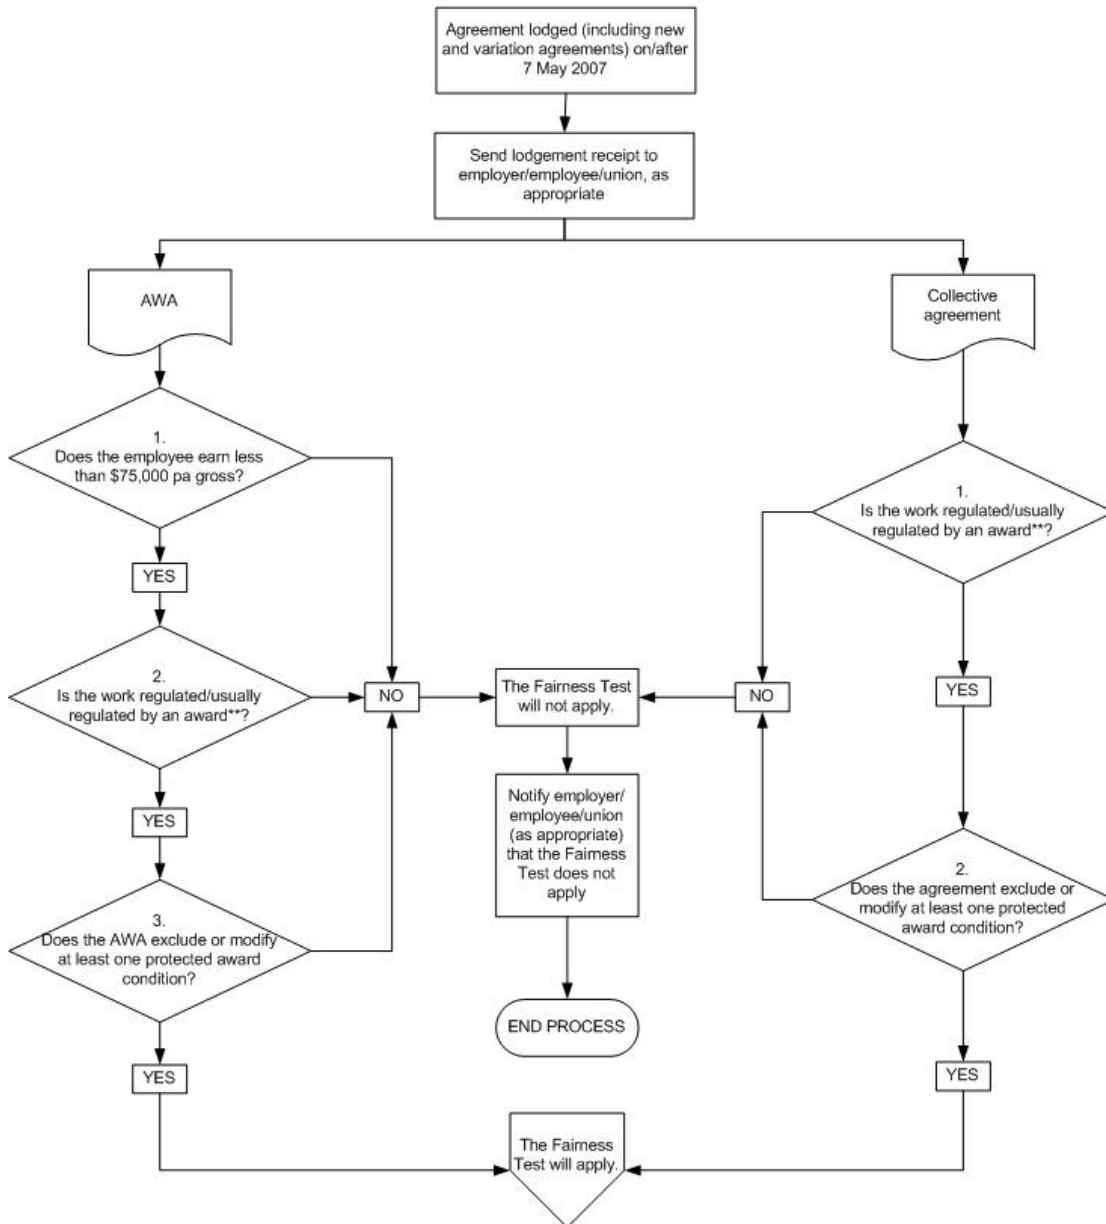 Agreement lodged (including new
and variation agreements) on/after
7 May 2007
Send lodgement receipt to
employer/employee/union, as
appropriate
AWA
Collective
agreement
1.
Does the employee earn less
than $75,000 pa gross?
1.
Is the work regulated/usually
regulated by an award**?
YES
2.
Is the work regulated/usually
regulated by an award**?
NO
The Fairness Test
will not apply.
NO
YES
YES
Notify employer/
employee/union
(as appropriate)
that the Fairness
Test does not
apply
3.
Does the AWA exclude or modify
at least one protected award
condition?
2.
Does the agreement exclude or
modify at least one protected
award condition?
END PROCESS
YES
YES
The Fairness
Test will apply.